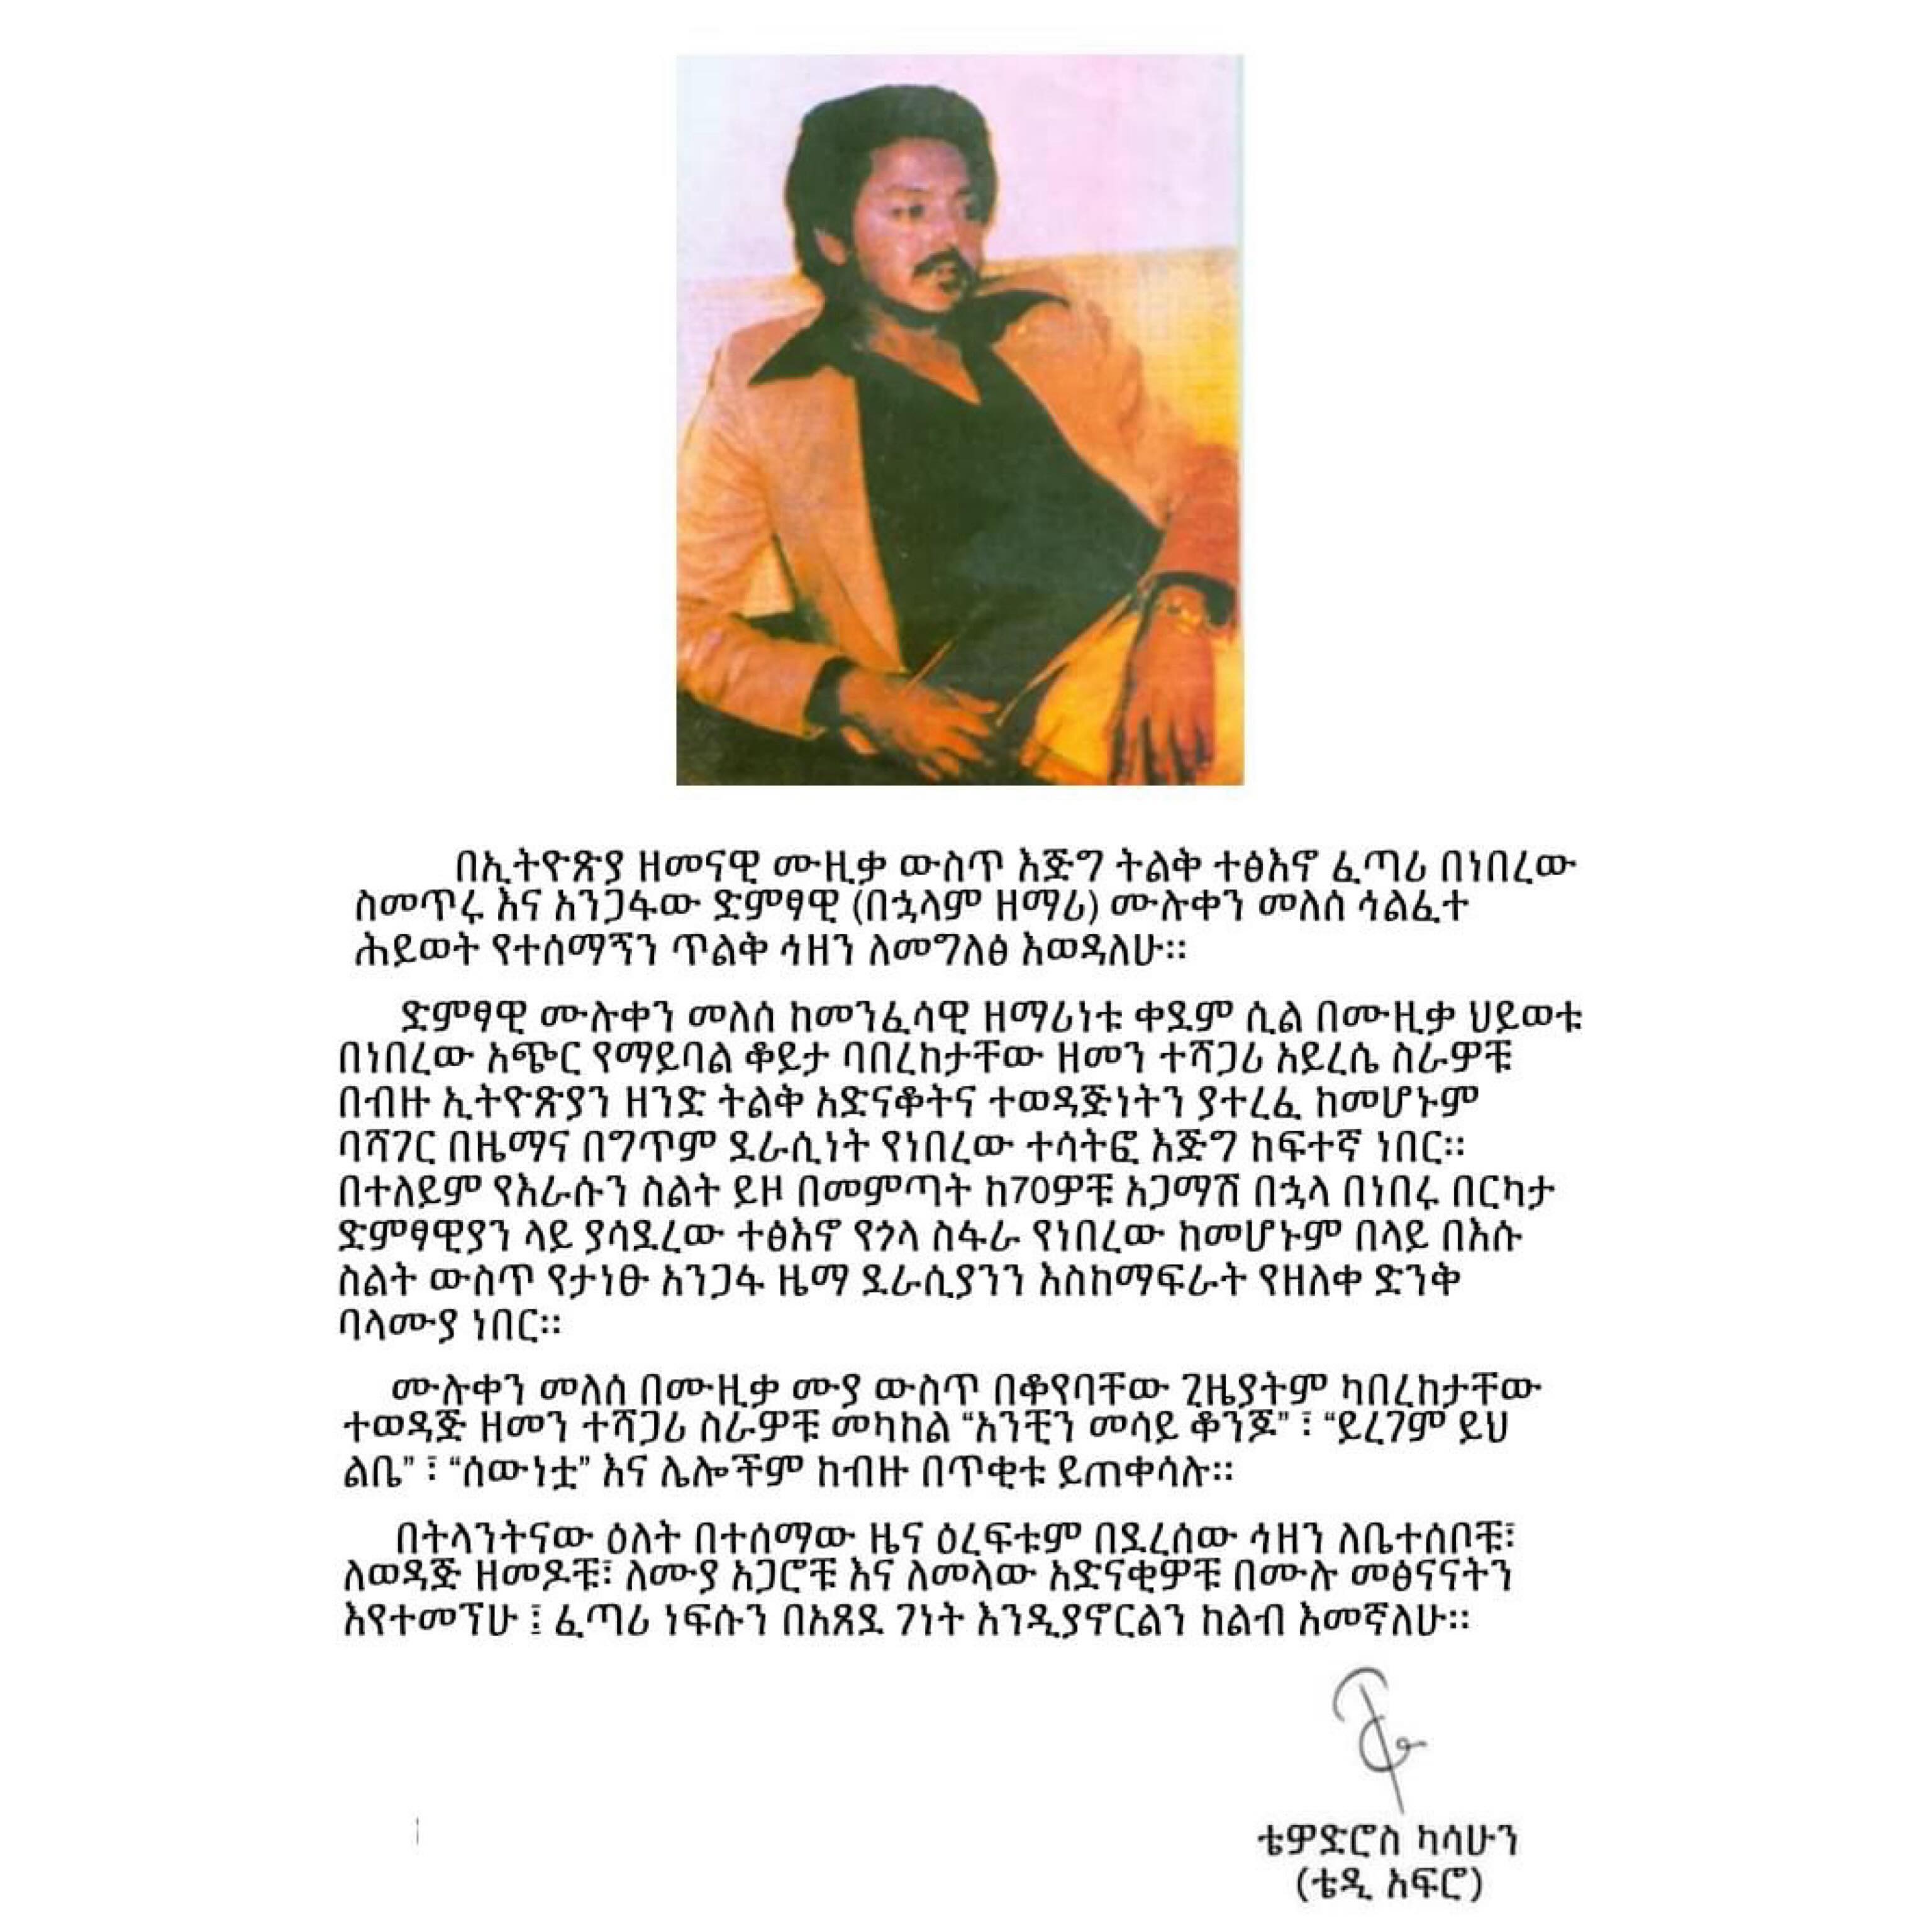 በኢትዮጵያ ዘመናዊ ሙዚቃ ውስጥ እጅግ ትልቅ ተፅእኖ ፈጣሪ በነበረው
ስመጥሩ እና አንጋፋው ድምፃዊ (በኋላም ዘማሪ) ሙሉቀን መለሰ ኅልፈተ
ሕይወት የተሰማኝን ጥልቅ ኅዘን ለመግለፅ እወዳለሁ።
ድምፃዊ ሙሉቀን መለሰ ከመንፈሳዊ ዘማሪነቱ ቀደም ሲል በሙዚቃ ህይወቱ
በነበረው አጭር የማይባል ቆይታ ባበረከታቸው ዘመን ተሻጋሪ አይረሴ ስራዎቹ
በብዙ ኢትዮጵያን ዘንድ ትልቅ አድናቆትና ተወዳጅነትን ያተረፈ ከመሆኑም
ባሻገር በዜማና በግጥም ደራሲነት የነበረው ተሳትፎ እጅግ ከፍተኛ ነበር።
በተለይም የእራሱን ስልት ይዞ በመምጣት ከ70ዎቹ አጋማሽ በኋላ በነበሩ በርካታ
ድምፃዊያን ላይ ያሳደረው ተፅእኖ የጎላ ስፋራ የነበረው ከመሆኑም በላይ በእሱ
ስልት ውስጥ የታነፁ አንጋፋ ዜማ ደራሲያንን እስከማፍራት የዘለቀ ድንቅ
ባላሙያ ነበር።
ሙሉቀን መለሰ በሙዚቃ ሙያ ውስጥ በቆየባቸው ጊዜያትም ካበረከታቸው
ተወዳጅ ዘመን ተሻጋሪ ስራዎቹ መካከል “አንቺን መሳይ ቆንጆ” ፣ “ይረገም ይህ
ልቤ” ፣ “ሰውነቷ” እና ሌሎችም ከብዙ በጥቂቱ ይጠቀሳሉ።
በትላንትናው ዕለት በተሰማው ዜና ዕረፍቱም በደረሰው ኅዘን ለቤተሰቦቹ፣
ለወዳጅ ዘመዶቹ፣ ለሙያ አጋሮቹ እና ለመላው አድናቂዎቹ በሙሉ መፅናናትን
እየተመኘሁ ፤ ፈጣሪ ነፍሱን በአጸደ ገነት እንዲያኖርልን ከልብ እመኛለሁ።
ቴዎድሮስ ካሳሁን
(ቴዲ አፍሮ)